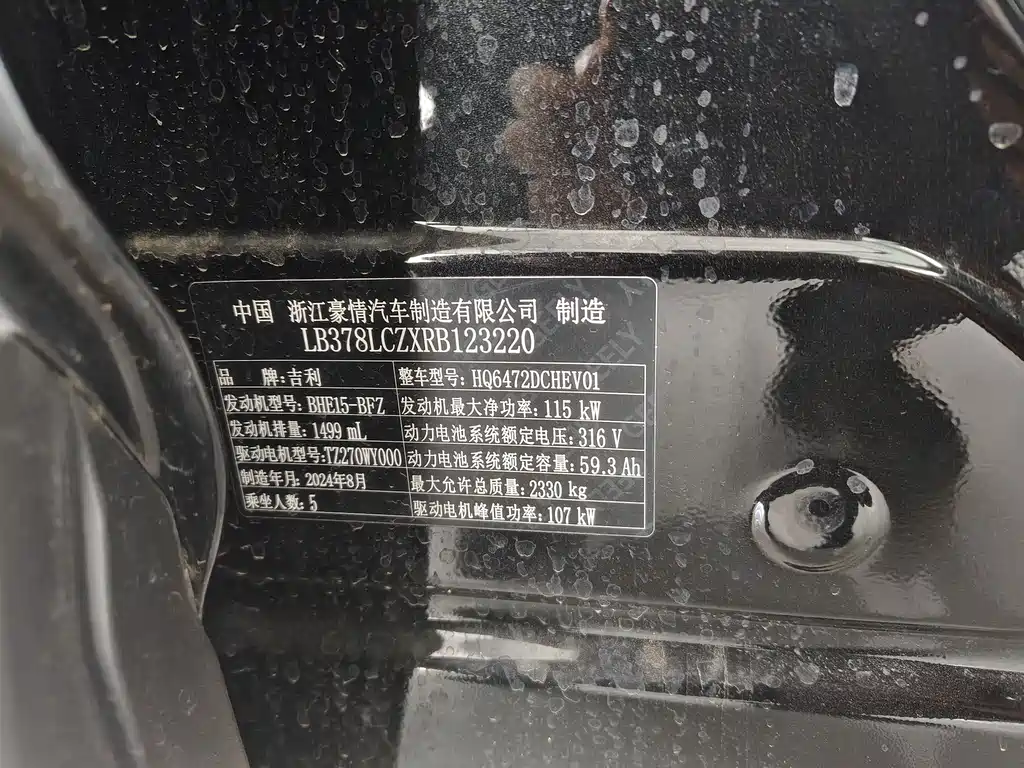 中国 浙江豪情汽车制造有限公司 制造
LB378LCZXRB123220
品 牌:吉利 整车型号:HQ6472DCHEV01
发动机型号:BHE15-BFZ 发动机最大净功率:115 kW
发动机排量:1499 mL 动力电池系统额定电压:316 V
驱动电机型号:TZ270WY000 动力电池系统额定容量:59.3 Ah
制造年月:2024年8月 最大允许总质量:2330 kg
乘坐人数:5 驱动电机峰值功率:107 kW